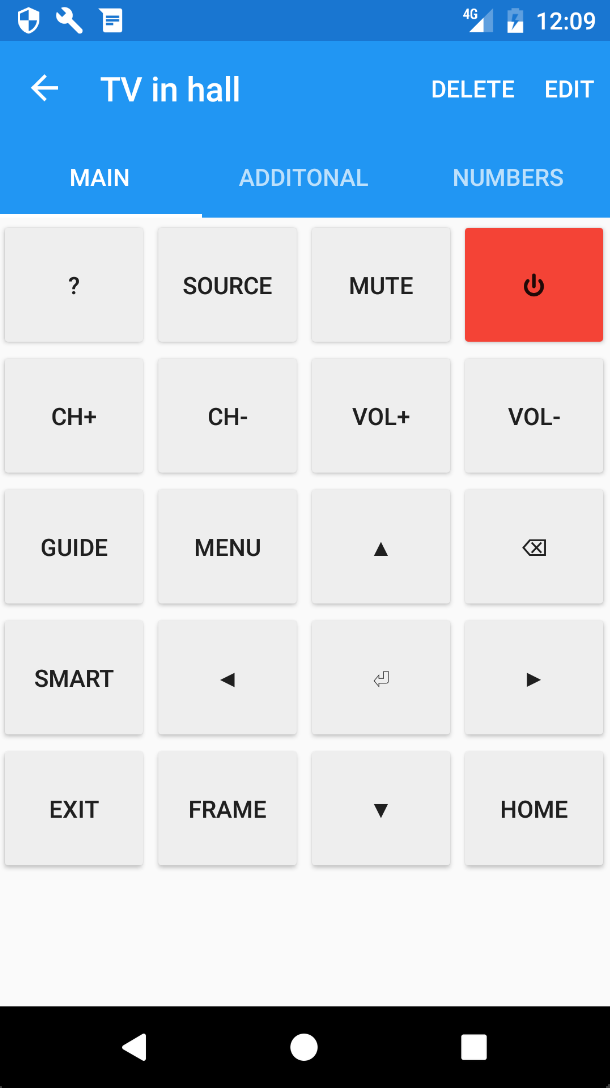 4G 12:09
TV in hall DELETE EDIT
MAIN ADDITONAL NUMBERS
? SOURCE MUTE
CH+ CH- VOL+ VOL-
GUIDE MENU ▲ ⌫
SMART ◀ ⏎ ▶
EXIT FRAME ▼ HOME